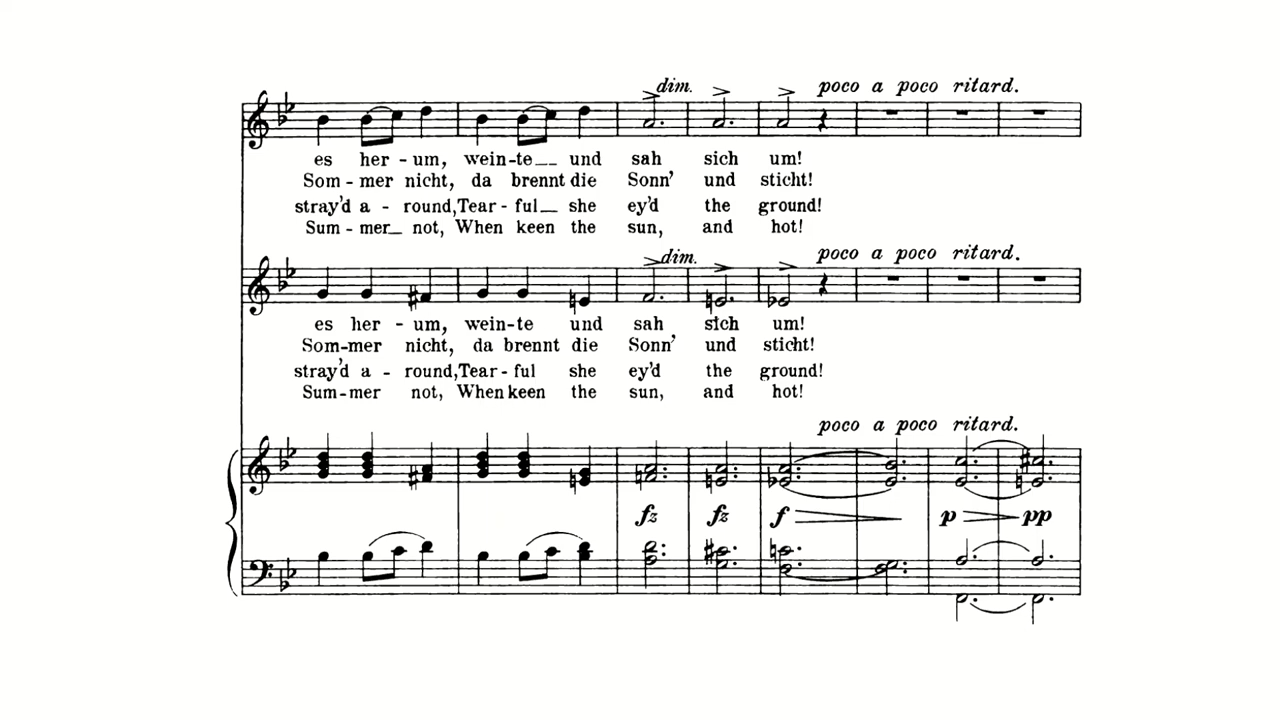 dim. poco a poco ritard.
es her - um, wein-te__ und sah sich um!
Som - mer nicht, da brennt die Sonn' und sticht!
stray'd a - round, Tear - ful__ she ey'd the ground!
Sum - mer_ not, When keen the sun, and hot!
dim. poco a poco ritard.
es her - um, wein-te und sah sich um!
Som-mer nicht, da brennt die Sonn' und sticht!
stray'd a - round, Tear - ful she ey'd the ground!
Sum-mer not, When keen the sun, and hot!
poco a poco ritard.
fz fz f p pp